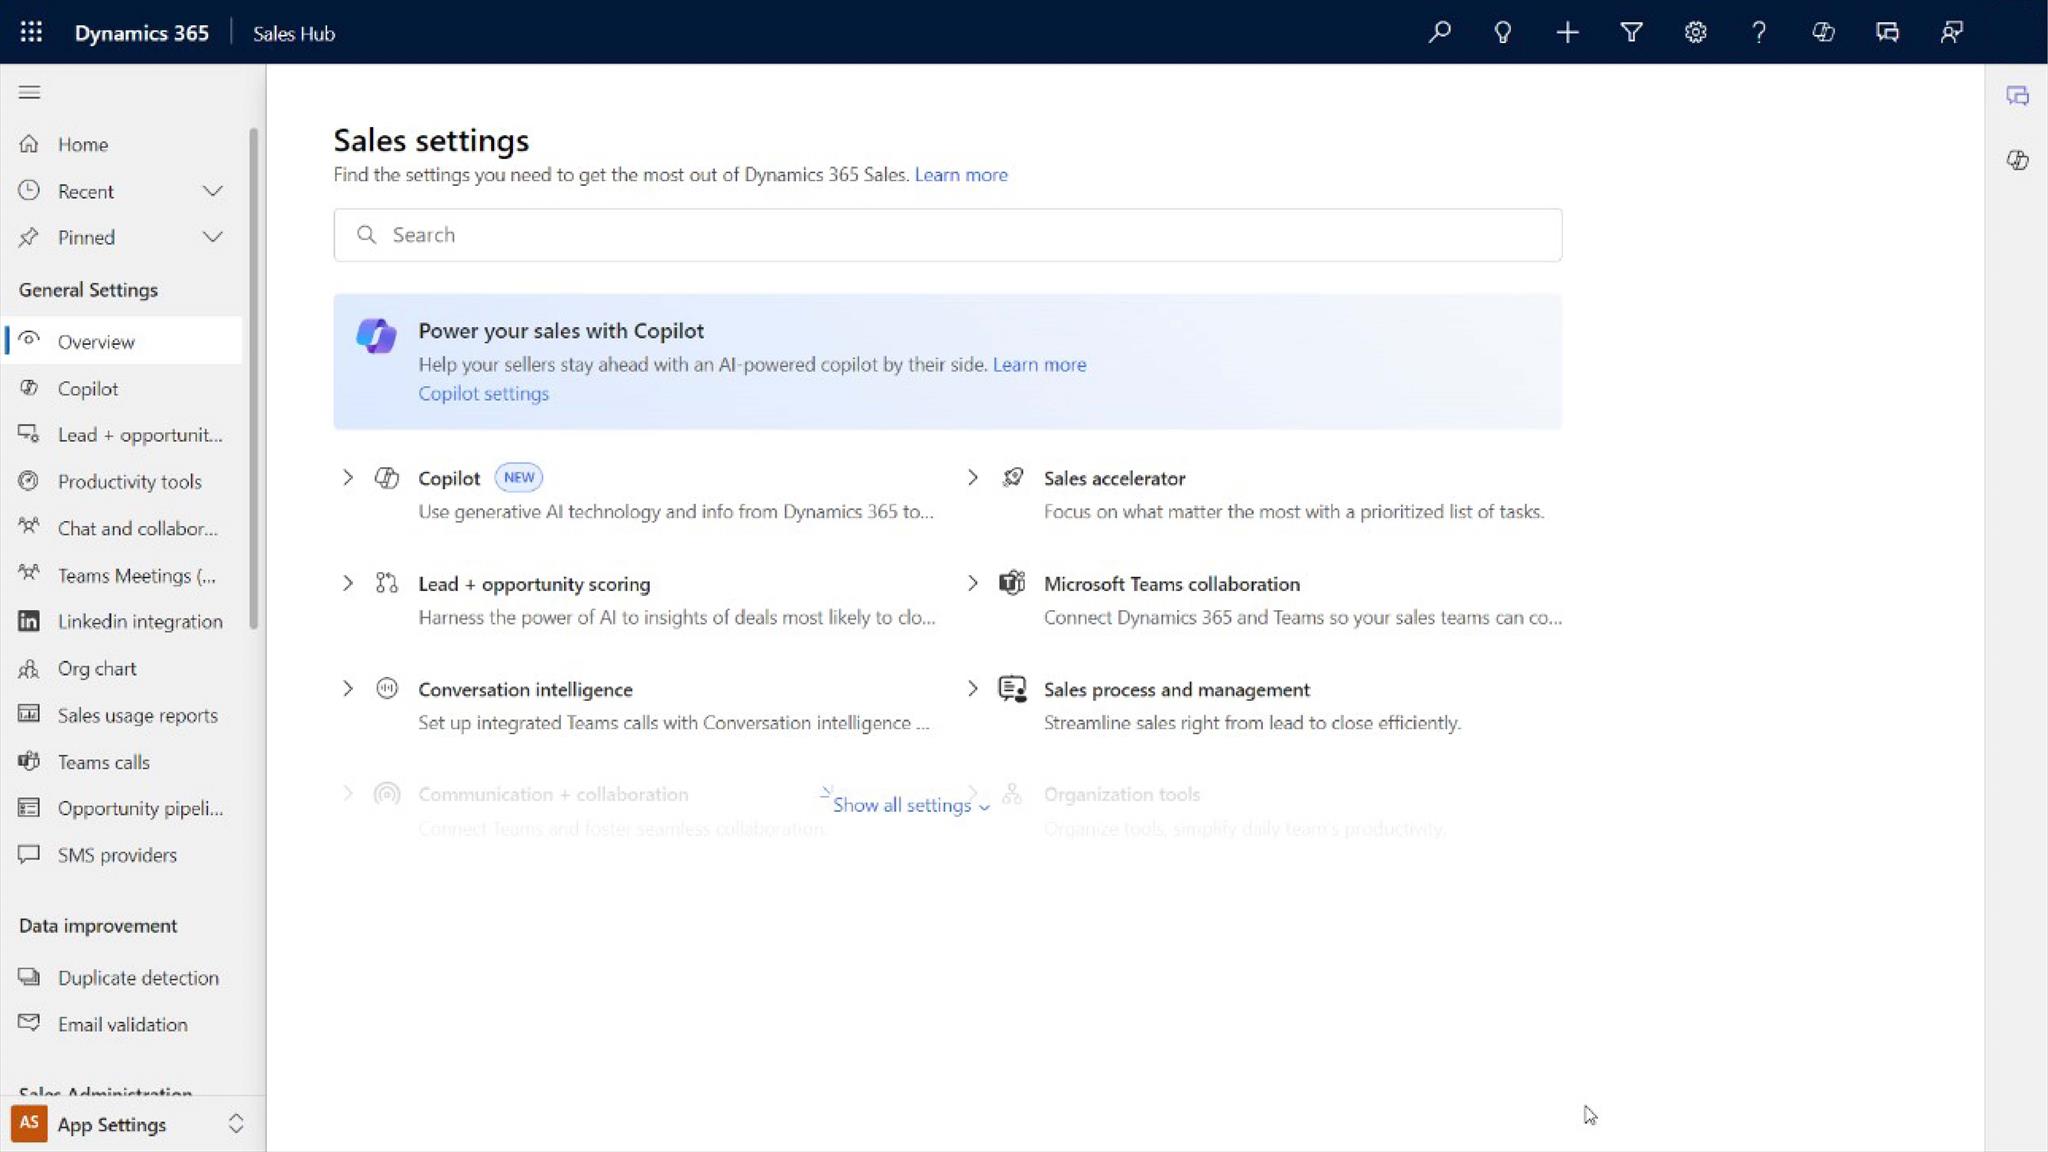 Dynamics 365
Sales Hub
Home
Recent
Pinned
General Settings
Overview
Copilot
Lead + opportunit...
Productivity tools
Chat and collabor...
Teams Meetings (...
Linkedin integration
Org chart
Sales usage reports
Teams calls
Opportunity pipeli...
SMS providers
Data improvement
Duplicate detection
Email validation
Sales Administration
AS
App Settings
Sales settings
Find the settings you need to get the most out of Dynamics 365 Sales. Learn more
Search
Power your sales with Copilot
Help your sellers stay ahead with an AI-powered copilot by their side. Learn more
Copilot settings
Copilot NEW
Use generative AI technology and info from Dynamics 365 to...
Sales accelerator
Focus on what matter the most with a prioritized list of tasks.
Lead + opportunity scoring
Harness the power of AI to insights of deals most likely to clo...
Microsoft Teams collaboration
Connect Dynamics 365 and Teams so your sales teams can co...
Conversation intelligence
Set up integrated Teams calls with Conversation intelligence ...
Sales process and management
Streamline sales right from lead to close efficiently.
Communication + collaboration
Connect Teams and foster seamless collaboration.
Show all settings
Organization tools
Organize tools, simplify daily team's productivity.